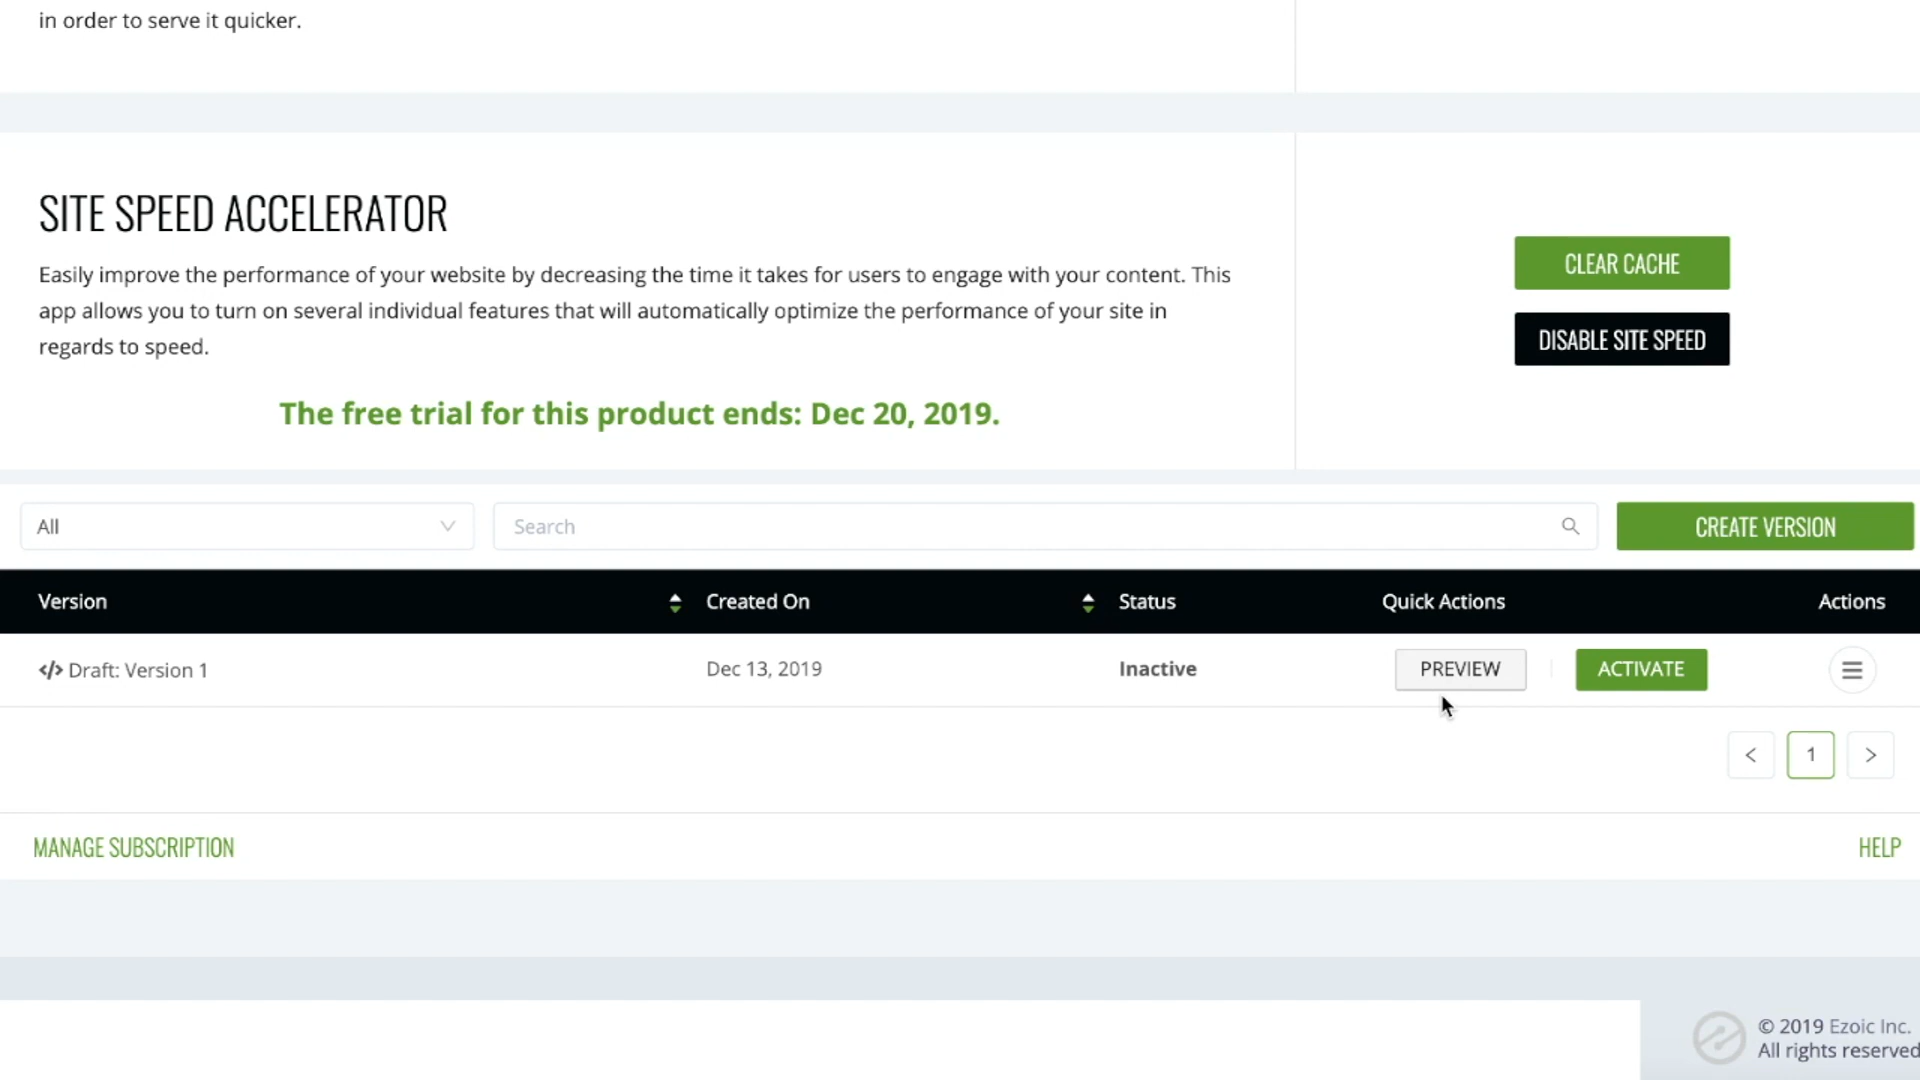 in order to serve it quicker.
SITE SPEED ACCELERATOR
Easily improve the performance of your website by decreasing the time it takes for users to engage with your content. This
app allows you to turn on several individual features that will automatically optimize the performance of your site in
regards to speed.
The free trial for this product ends: Dec 20, 2019.
CLEAR CACHE
DISABLE SITE SPEED
All
Search
CREATE VERSION
Version Created On Status Quick Actions Actions
</> Draft: Version 1 Dec 13, 2019 Inactive PREVIEW ACTIVATE
< 1 >
MANAGE SUBSCRIPTION
HELP
© 2019 Ezoic Inc.
All rights reserved